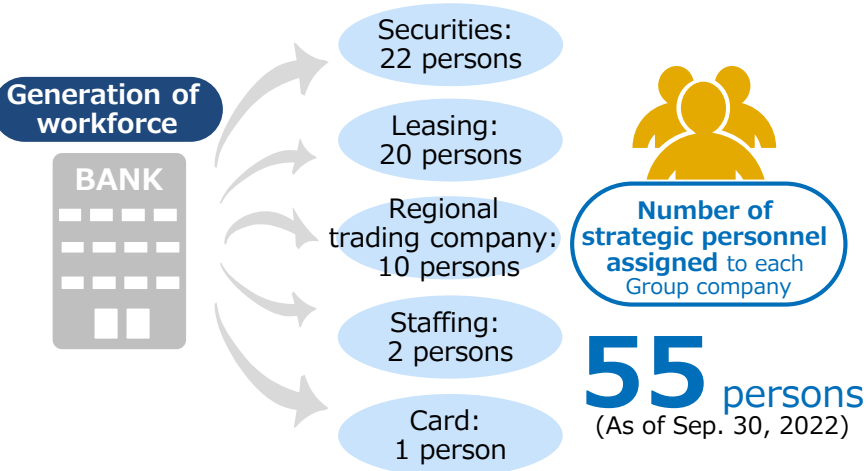 Generation of
workforce
BANK
Securities:
22 persons
Leasing:
20 persons
Regional
trading company:
10 persons
Staffing:
2 persons
Card:
1 person
Number of
strategic personnel
assigned to each
Group company
55 persons
(As of Sep. 30, 2022)